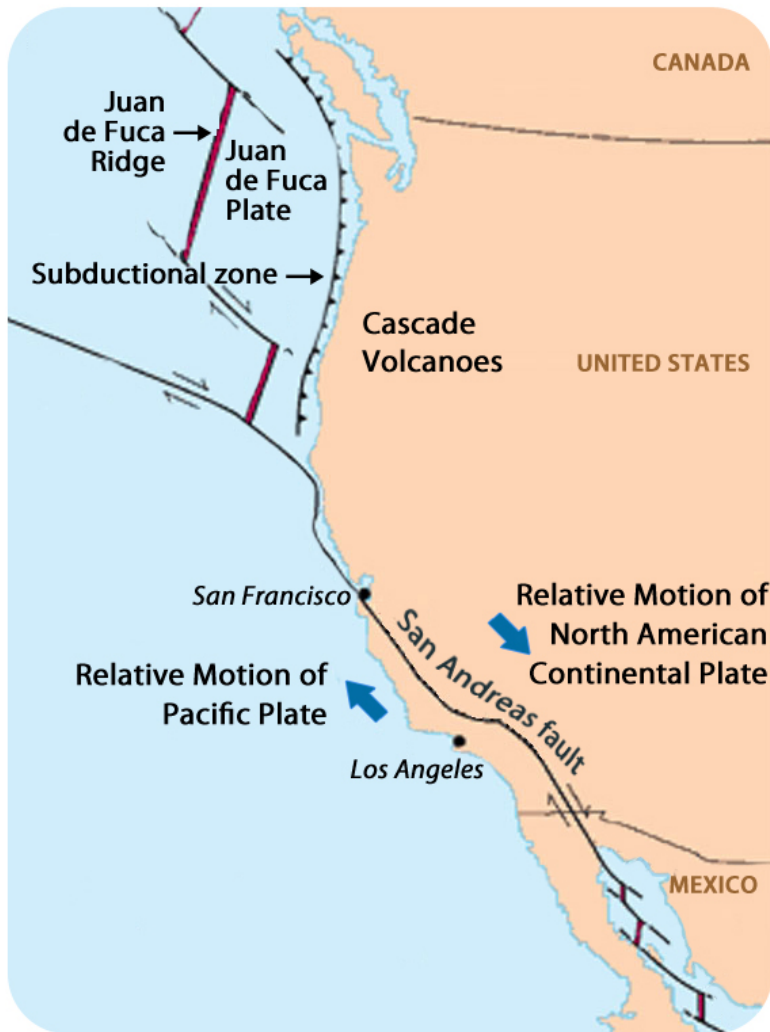 CANADA
Juan
de Fuca
Ridge
Juan
de Fuca
Plate
Subductional zone
Cascade
Volcanoes
UNITED STATES
San Francisco
San Andreas fault
Relative Motion of
North American
Continental Plate
Relative Motion of
Pacific Plate
Los Angeles
MEXICO